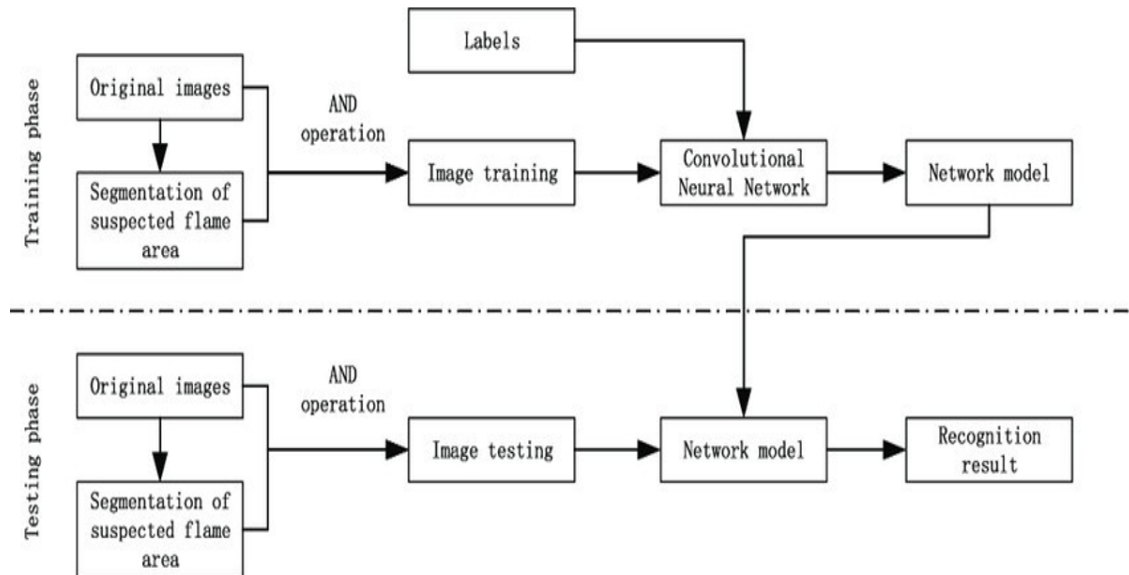 Training phase
Labels
Original images
AND
operation
Segmentation of
suspected flame
area
Image training
Convolutional
Neural Network
Network model
Testing phase
Original images
AND
operation
Segmentation of
suspected flame
area
Image testing
Network model
Recognition
result